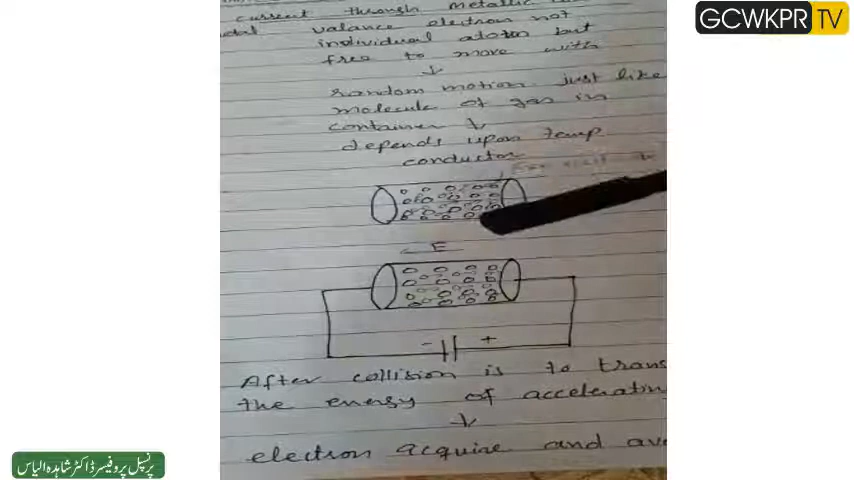 GCWKPR TV
current through metallic
valance electron not
individual atom but
free to move with
random motion just like
molecule of gas in
container
depends upon temp
conductor
E
- +
After collision is to trans
the energy of accelerating
electron acquire and ave
پرنسپل پروفیسر ڈاکٹر شاہدہ الیاس